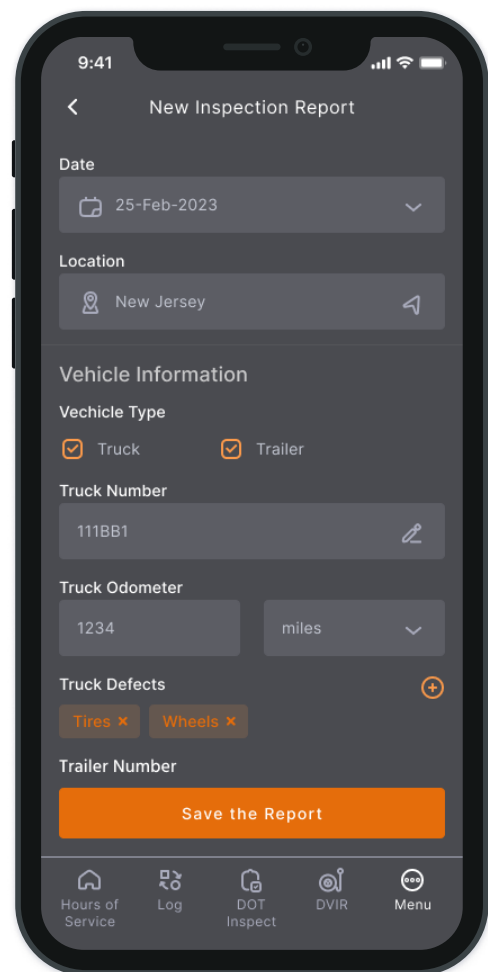 9:41
New Inspection Report
Date
25-Feb-2023
Location
New Jersey
Vehicle Information
Vechicle Type
Truck
Trailer
Truck Number
111BB1
Truck Odometer
1234
miles
Truck Defects
Tires ×
Wheels ×
Trailer Number
Save the Report
Hours of
Service
Log
DOT
Inspect
DVIR
Menu